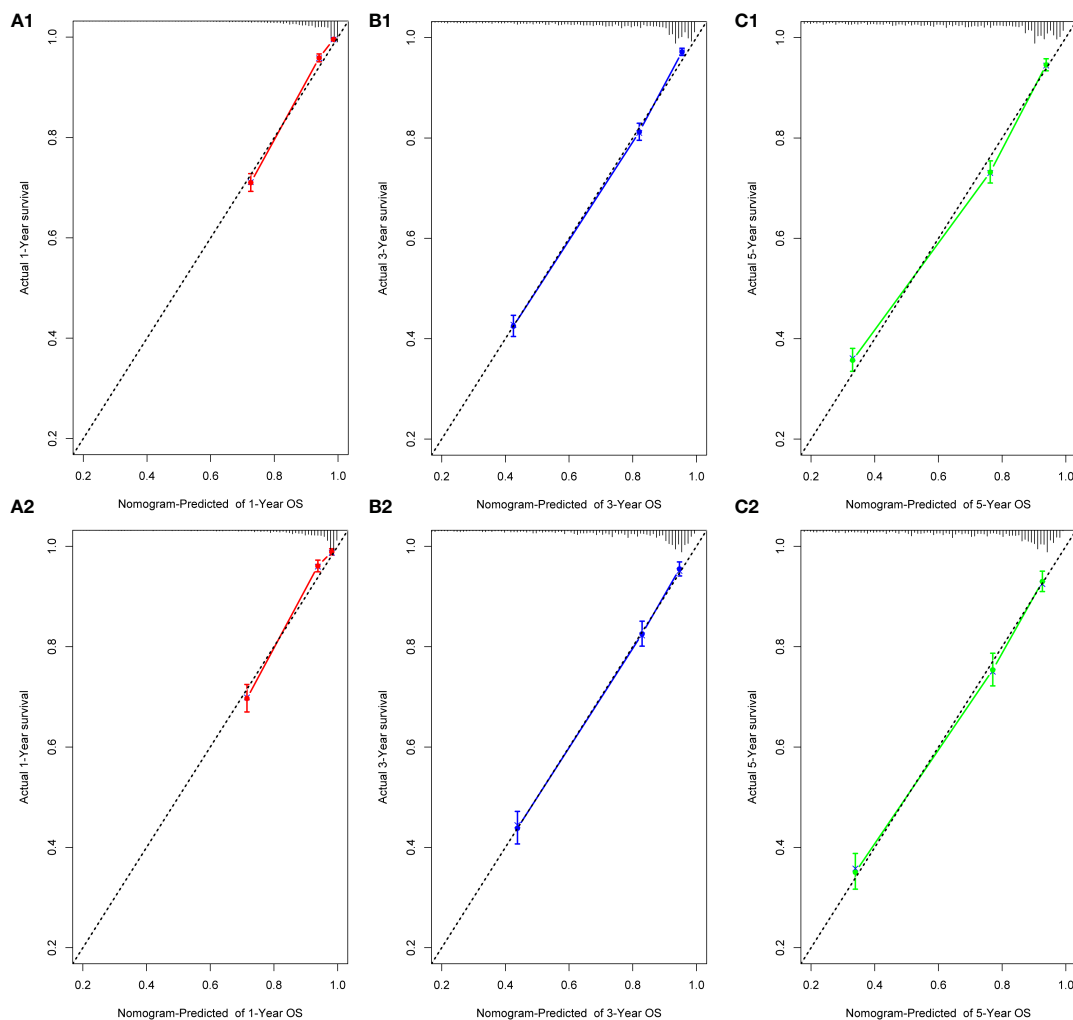 A1
Actual 1-Year survival
1.0
0.8
0.6
0.4
0.2
0.2 0.4 0.6 0.8 1.0
Nomogram-Predicted of 1-Year OS
B1
Actual 3-Year survival
1.0
0.8
0.6
0.4
0.2
0.2 0.4 0.6 0.8 1.0
Nomogram-Predicted of 3-Year OS
C1
Actual 5-Year survival
1.0
0.8
0.6
0.4
0.2
0.2 0.4 0.6 0.8 1.0
Nomogram-Predicted of 5-Year OS
A2
Actual 1-Year survival
1.0
0.8
0.6
0.4
0.2
0.2 0.4 0.6 0.8 1.0
Nomogram-Predicted of 1-Year OS
B2
Actual 3-Year survival
1.0
0.8
0.6
0.4
0.2
0.2 0.4 0.6 0.8 1.0
Nomogram-Predicted of 3-Year OS
C2
Actual 5-Year survival
1.0
0.8
0.6
0.4
0.2
0.2 0.4 0.6 0.8 1.0
Nomogram-Predicted of 5-Year OS